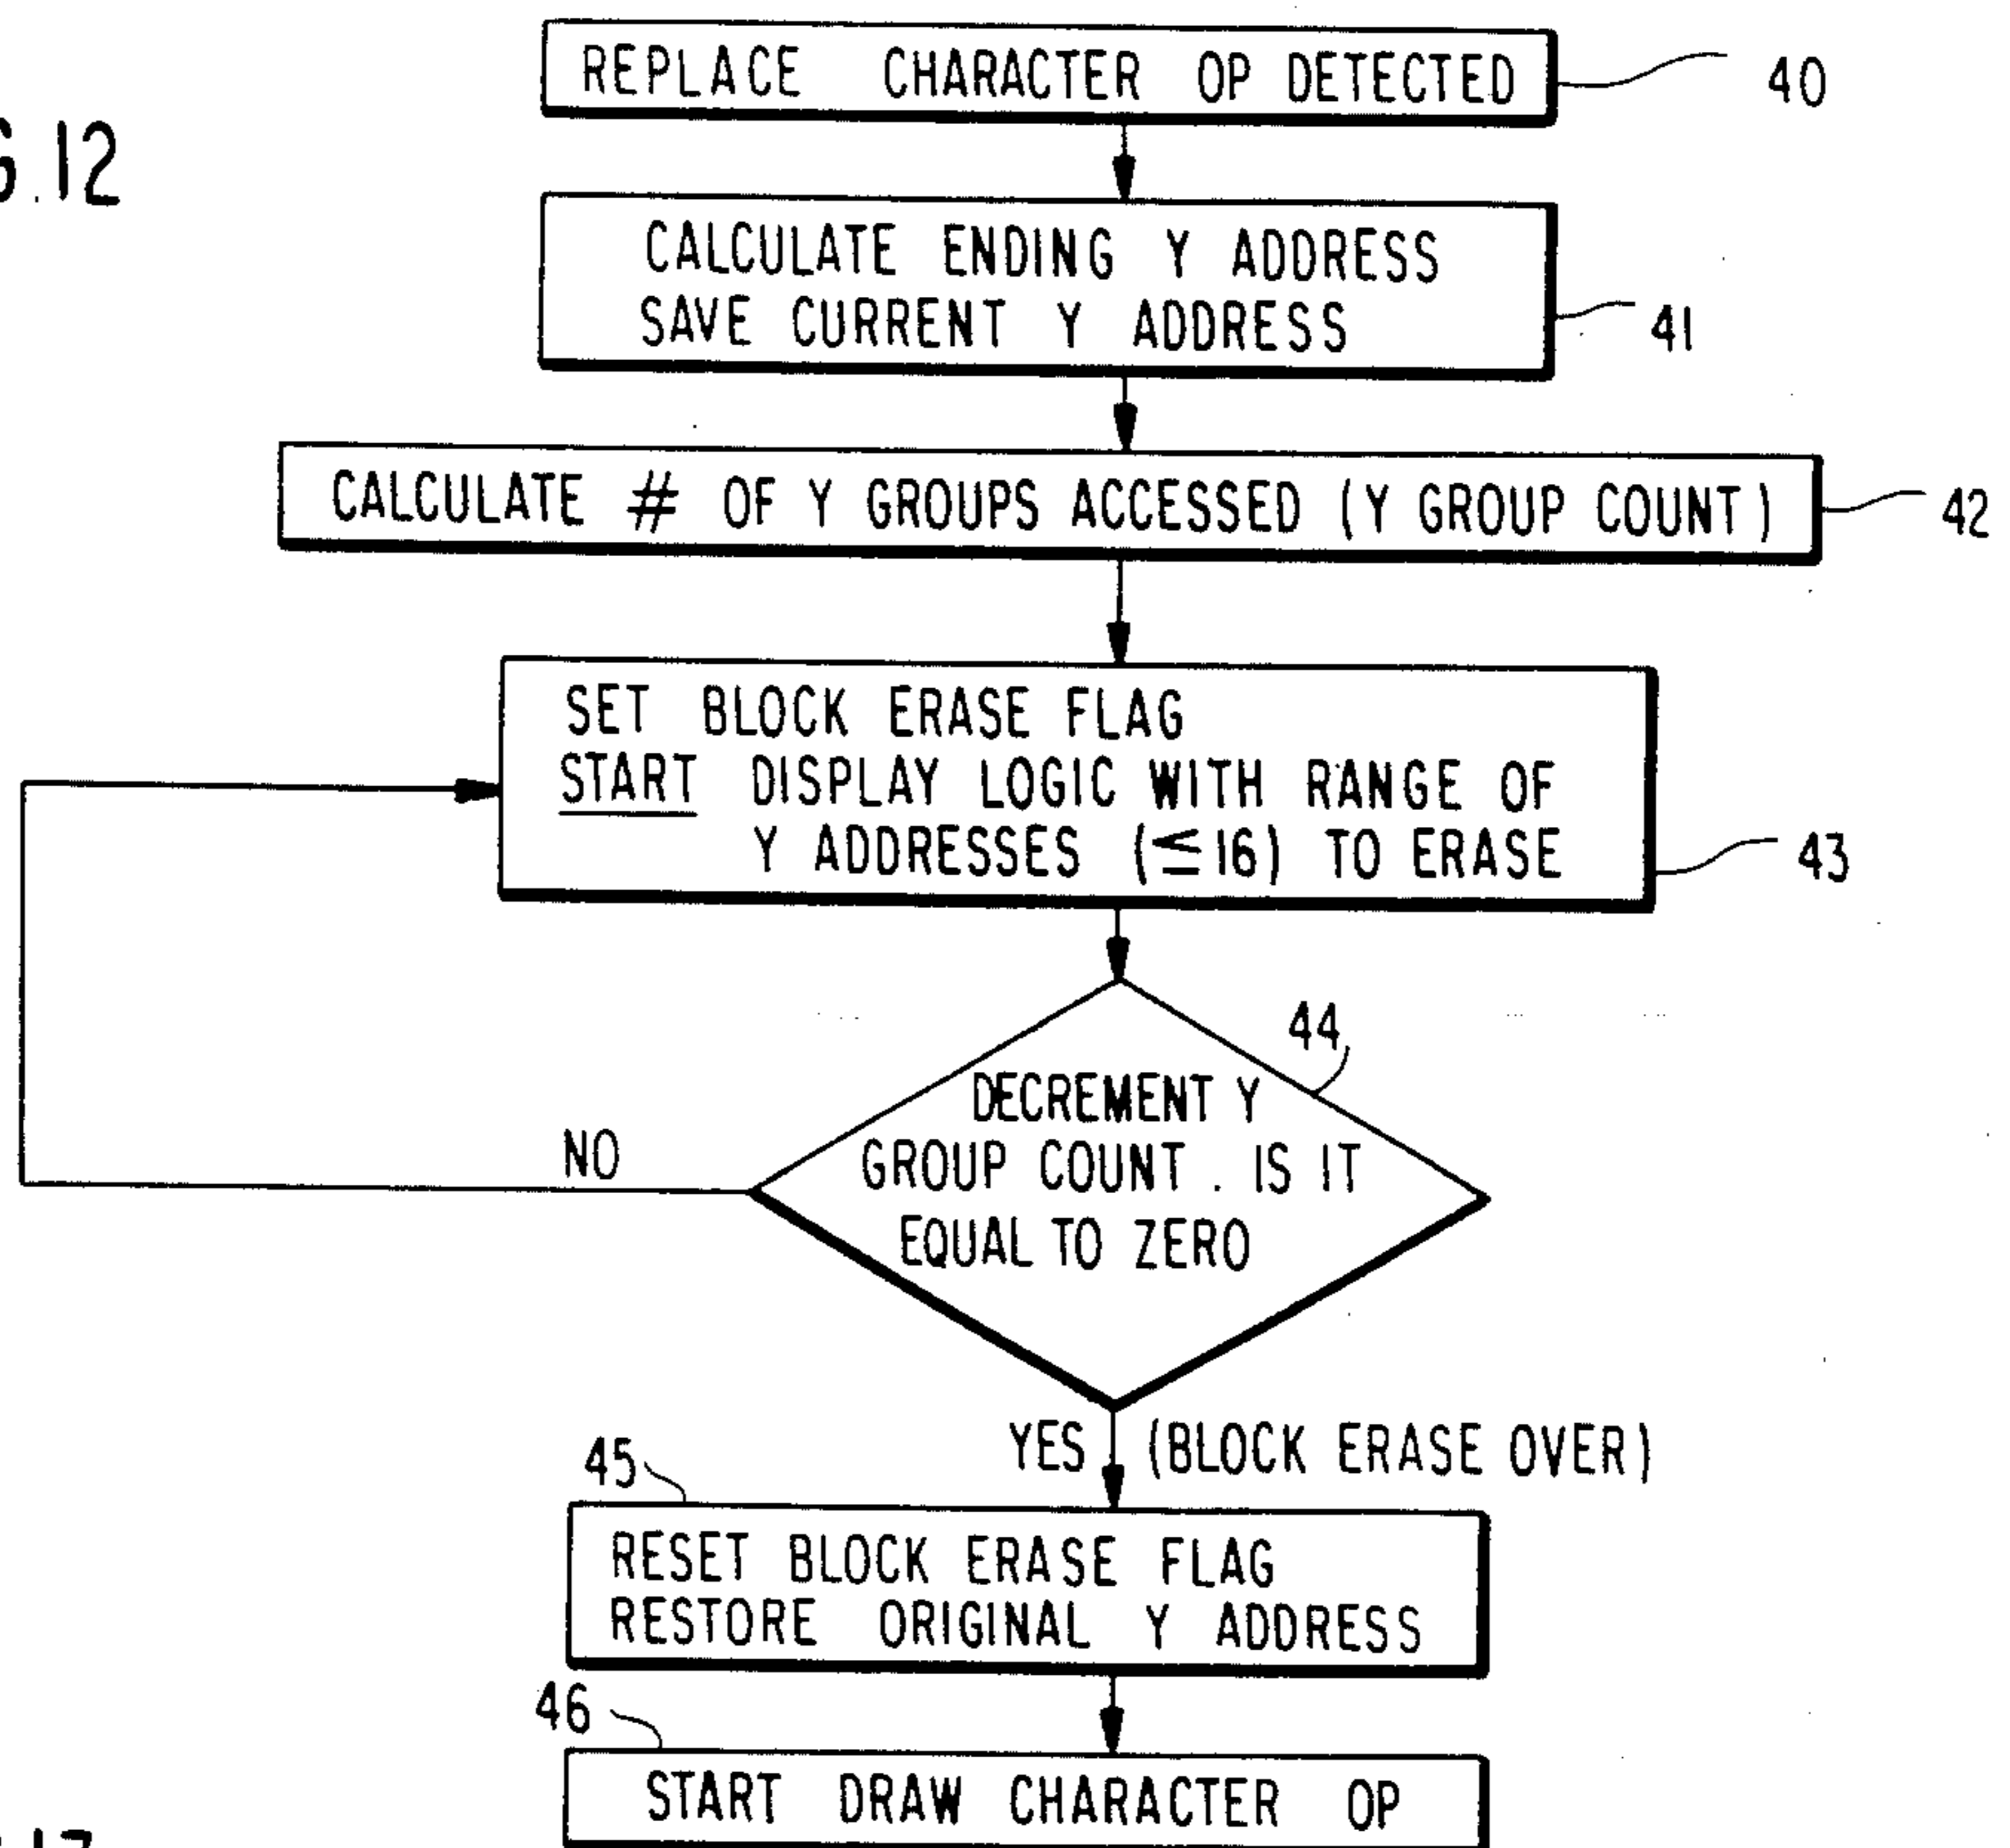 REPLACE CHARACTER OP DETECTED
40
G.12
CALCULATE ENDING Y ADDRESS
SAVE CURRENT Y ADDRESS
41
CALCULATE # OF Y GROUPS ACCESSED (Y GROUP COUNT)
42
SET BLOCK ERASE FLAG
START DISPLAY LOGIC WITH RANGE OF
Y ADDRESSES (≦16) TO ERASE
43
44
DECREMENT Y
GROUP COUNT. IS IT
EQUAL TO ZERO
NO
YES (BLOCK ERASE OVER)
45
RESET BLOCK ERASE FLAG
RESTORE ORIGINAL Y ADDRESS
46
START DRAW CHARACTER OP